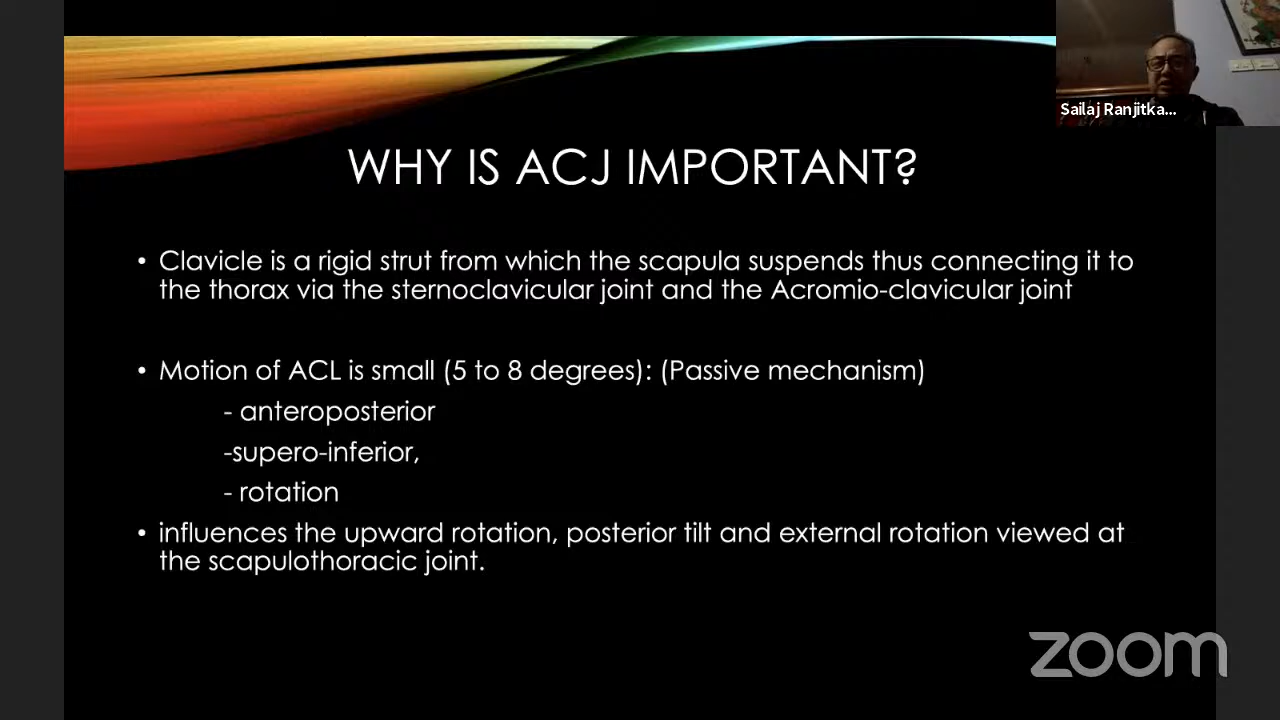 Sailaj Ranjitka...
WHY IS ACJ IMPORTANT?
• Clavicle is a rigid strut from which the scapula suspends thus connecting it to
the thorax via the sternoclavicular joint and the Acromio-clavicular joint
• Motion of ACL is small (5 to 8 degrees): (Passive mechanism)
- anteroposterior
-supero-inferior,
- rotation
• influences the upward rotation, posterior tilt and external rotation viewed at
the scapulothoracic joint.
zoom